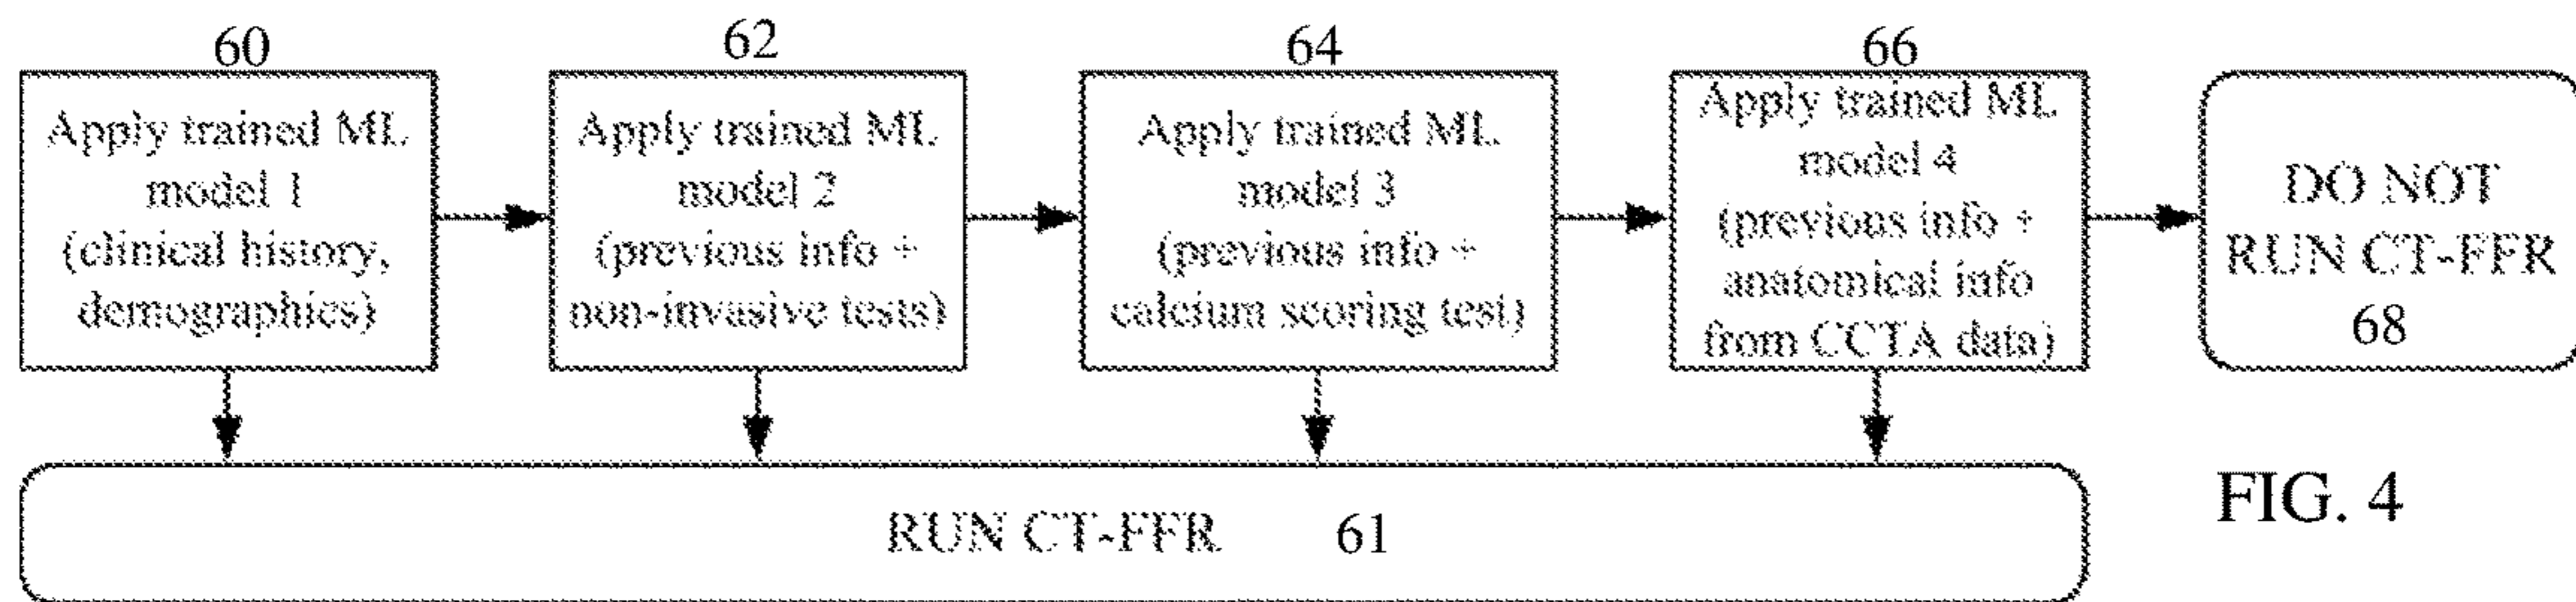 60
Apply trained ML
model 1
(clinical history,
demographics)
62
Apply trained ML
model 2
(previous info +
non-invasive tests)
64
Apply trained ML
model 3
(previous info +
calcium scoring test)
66
Apply trained ML
model 4
(previous info +
anatomical info
from CCTA data)
DO NOT
RUN CT-FFR
68
RUN CT-FFR 61
FIG. 4